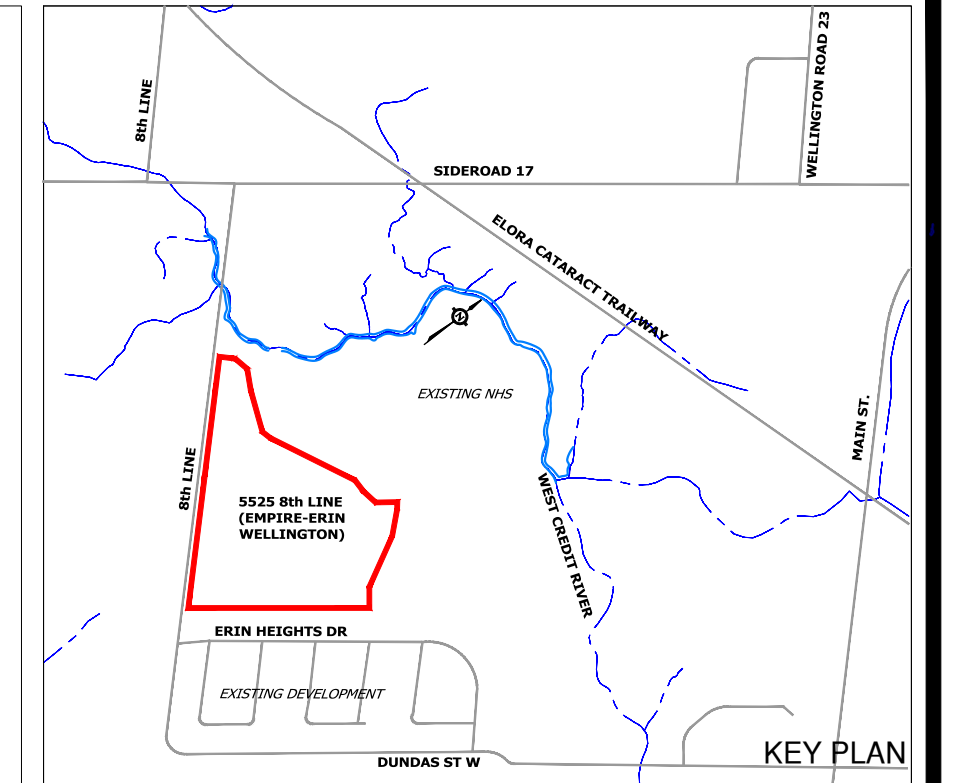 8th LINE
WELLINGTON ROAD 23
SIDEROAD 17
ELORA CATARACT TRAILWAY
N
EXISTING NHS
MAIN ST.
8th LINE
5525 8th LINE
(EMPIRE-ERIN
WELLINGTON)
WEST CREDIT RIVER
ERIN HEIGHTS DR
EXISTING DEVELOPMENT
DUNDAS ST W
KEY PLAN